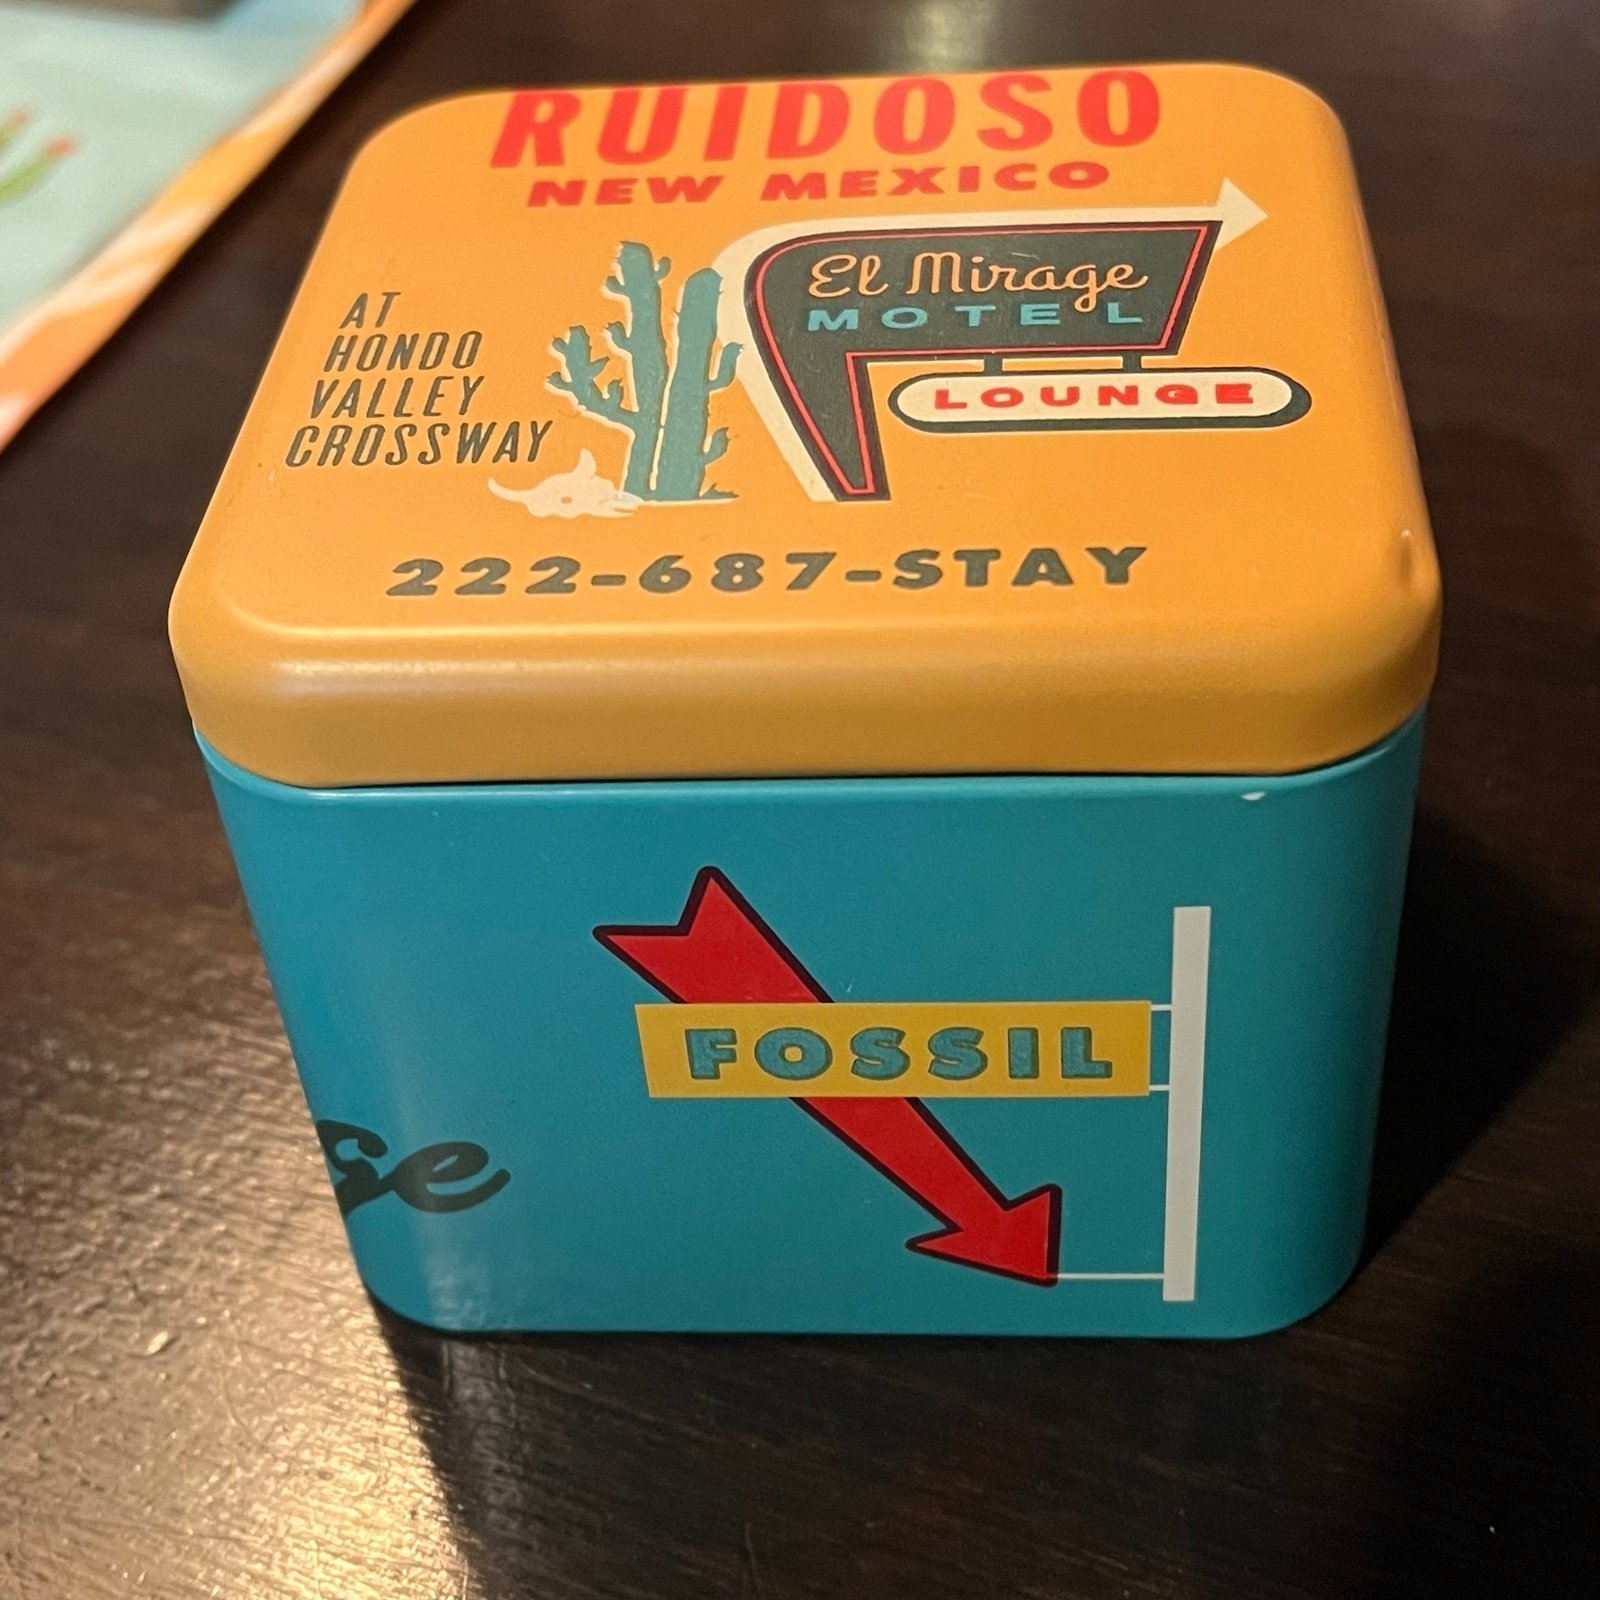 RUIDOSO
NEW MEXICO
El Mirage
MOTEL
LOUNGE
AT
HONDO
VALLEY
CROSSWAY
222-687-STAY
FOSSIL